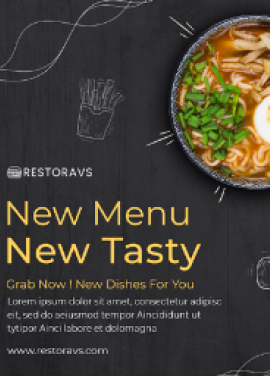 RESTORAVS
New Menu
New Tasty
Grab Now ! New Dishes For You
Lorem ipsum dolor sit amet, consectetur adipisc
eit, sed do aeiusmod tempor Aincididunt ut
tytipor Ainci labore et dolomagna
www.restoravs.com